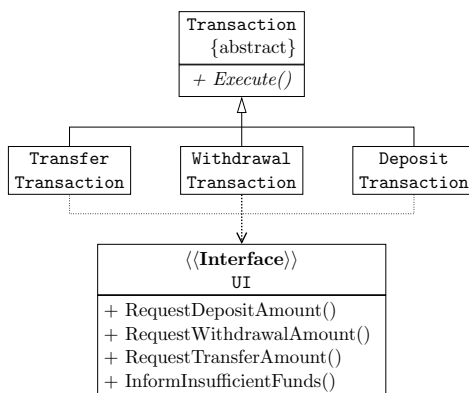 Transaction
{abstract}
+ Execute()
Transfer
Transaction
Withdrawal
Transaction
Deposit
Transaction
⟨⟨Interface⟩⟩
UI
+ RequestDepositAmount()
+ RequestWithdrawalAmount()
+ RequestTransferAmount()
+ InformInsufficientFunds()